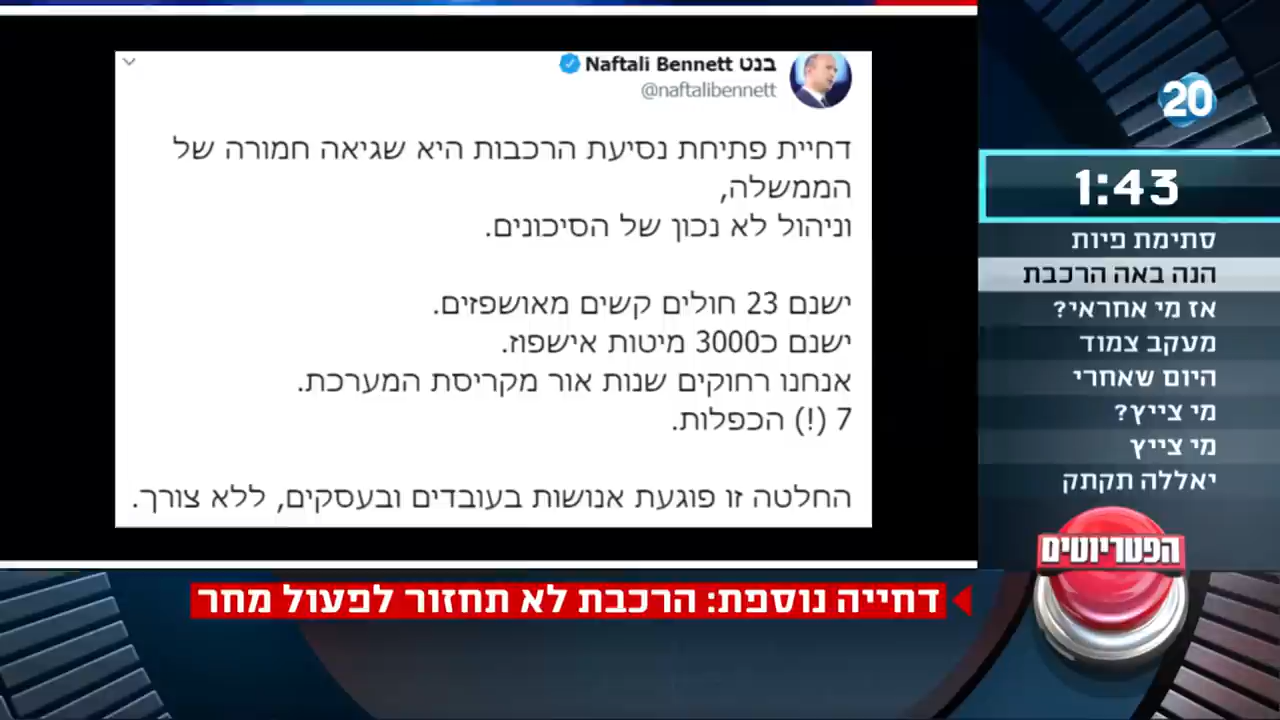 בנט Naftali Bennett
@naftalibennett
דחיית פתיחת נסיעת הרכבות היא שגיאה חמורה של
הממשלה,
וניהול לא נכון של הסיכונים.
ישנם 23 חולים קשים מאושפזים.
ישנם כ3000 מיטות אישפוז.
אנחנו רחוקים שנות אור מקריסת המערכת.
7 (!) הכפלות.
החלטה זו פוגעת אנושות בעובדים ובעסקים, ללא צורך.
20
1:43
סתימת פיות
הנה באה הרכבת
אז מי אחראי?
מעקב צמוד
היום שאחרי
מי צייץ?
מי צייץ
יאללה תקתק
הפטריוטים
דחייה נוספת: הרכבת לא תחזור לפעול מחר